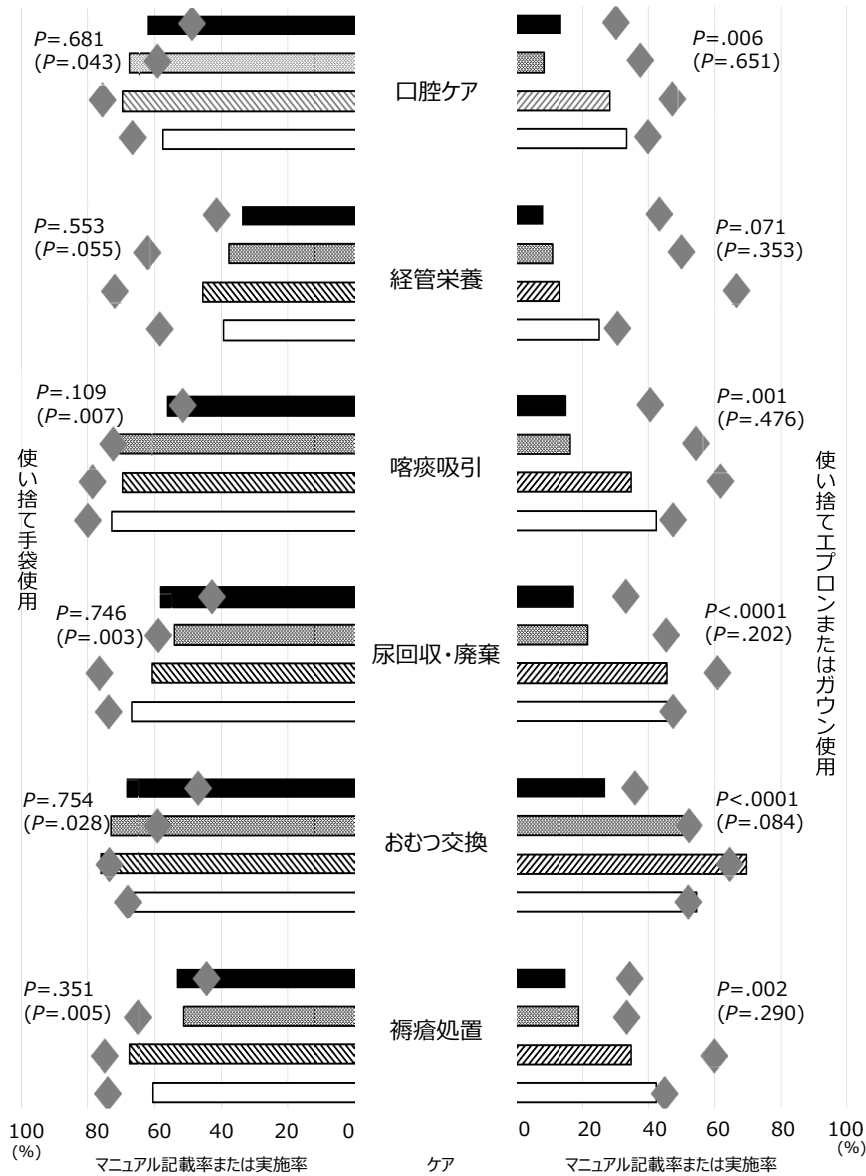 P=.681
(P=.043)
口腔ケア
P=.006
(P=.651)
P=.553
(P=.055)
経管栄養
P=.071
(P=.353)
P=.109
(P=.007)
喀痰吸引
P=.001
(P=.476)
使い捨て手袋使用
使い捨てエプロンまたはガウン使用
P=.746
(P=.003)
尿回収・廃棄
P<.0001
(P=.202)
P=.754
(P=.028)
おむつ交換
P<.0001
(P=.084)
P=.351
(P=.005)
褥瘡処置
P=.002
(P=.290)
100 80 60 40 20 0
0 20 40 60 80 100
(%) マニュアル記載率または実施率 ケア マニュアル記載率または実施率 (%)